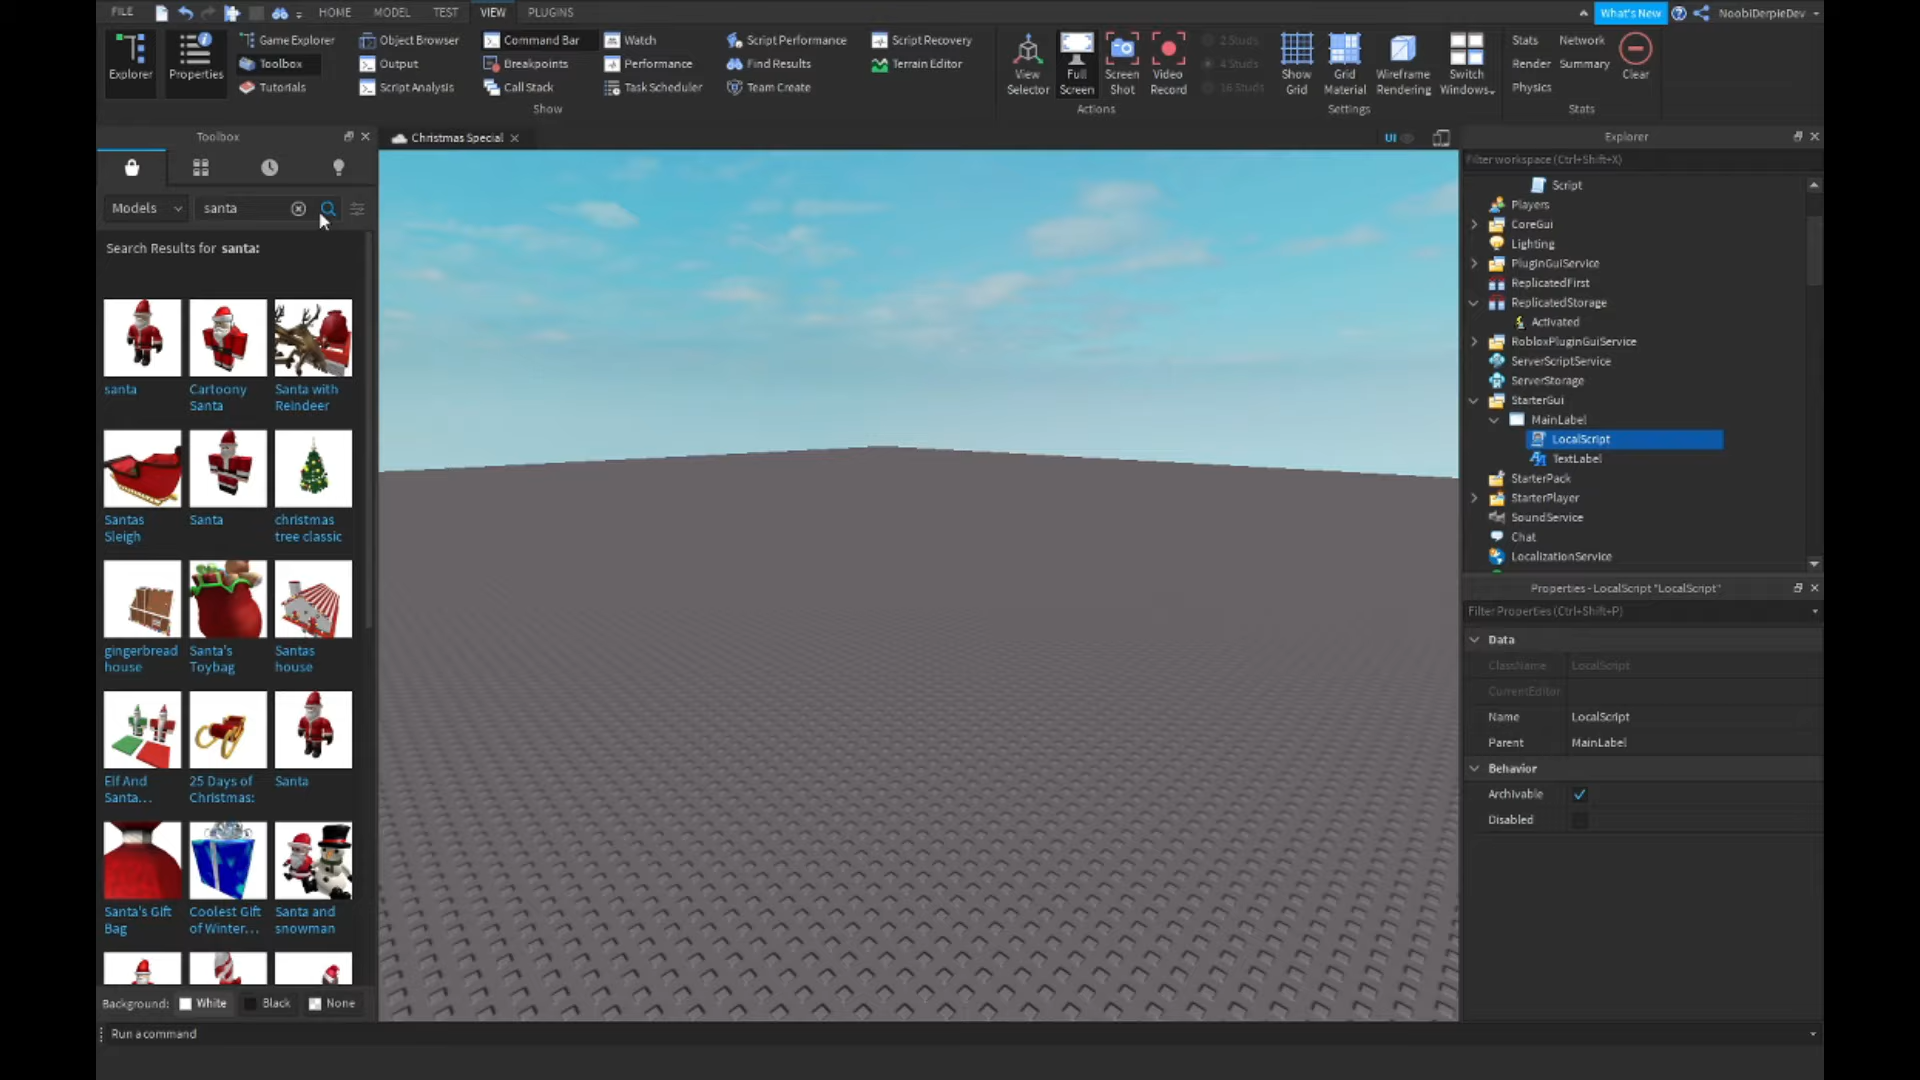 FILE HOME MODEL TEST VIEW PLUGINS What's New NoobiDerpieDev
Explorer
Properties
Game Explorer
Toolbox
Tutorials
Object Browser
Output
Script Analysis
Command Bar
Breakpoints
Call Stack
Watch
Performance
Task Scheduler
Script Performance
Find Results
Team Create
Script Recovery
Terrain Editor
Show
View
Selector
Full
Screen
Screen
Shot
Video
Record
Actions
2 Studs
4 Studs
16 Studs
Show
Grid
Grid
Material
Wireframe
Rendering
Switch
Windows
Settings
Stats
Render
Physics
Network
Summary
Clear
Stats
Toolbox
Models
santa
Search Results for santa:
santa
Cartoony
Santa
Santa with
Reindeer
Santas
Sleigh
Santa
christmas
tree classic
gingerbread
house
Santa's
Toybag
Santas
house
Elf And
Santa...
25 Days of
Christmas:
Santa
Santa's Gift
Bag
Coolest Gift
of Winter...
Santa and
snowman
Background: White Black None
Run a command
Christmas Special
UI
Explorer
Filter workspace (Ctrl+Shift+X)
Script
Players
CoreGui
Lighting
PluginGuiService
ReplicatedFirst
ReplicatedStorage
Activated
RobloxPluginGuiService
ServerScriptService
ServerStorage
StarterGui
MainLabel
LocalScript
TextLabel
StarterPack
StarterPlayer
SoundService
Chat
LocalizationService
Properties - LocalScript "LocalScript"
Filter Properties (Ctrl+Shift+P)
Data
ClassName LocalScript
CurrentEditor
Name LocalScript
Parent MainLabel
Behavior
Archivable
Disabled